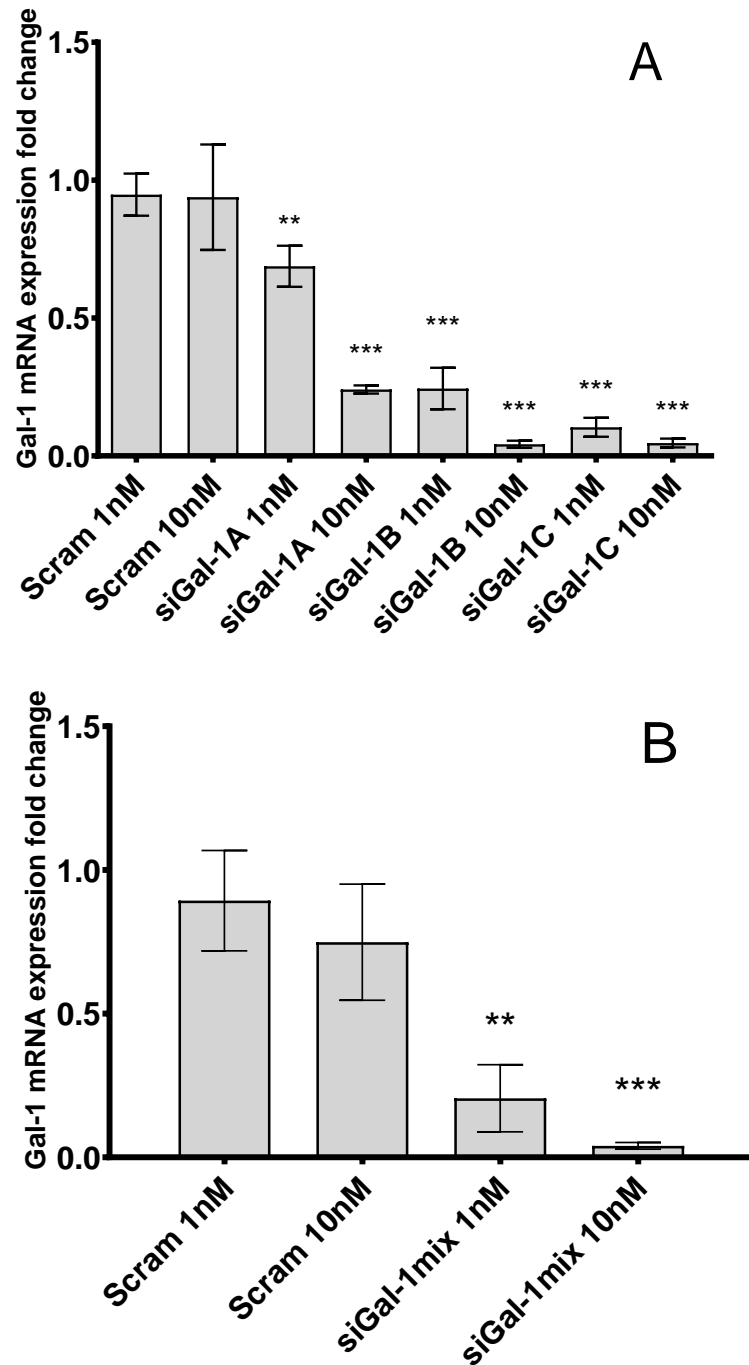 A
Gal-1 mRNA expression fold change
1.5
1.0
0.5
0.0
**
***
***
***
***
***
Scram 1nM
Scram 10nM
siGal-1A 1nM
siGal-1A 10nM
siGal-1B 1nM
siGal-1B 10nM
siGal-1C 1nM
siGal-1C 10nM
B
Gal-1 mRNA expression fold change
1.5
1.0
0.5
0.0
**
***
Scram 1nM
Scram 10nM
siGal-1mix 1nM
siGal-1mix 10nM